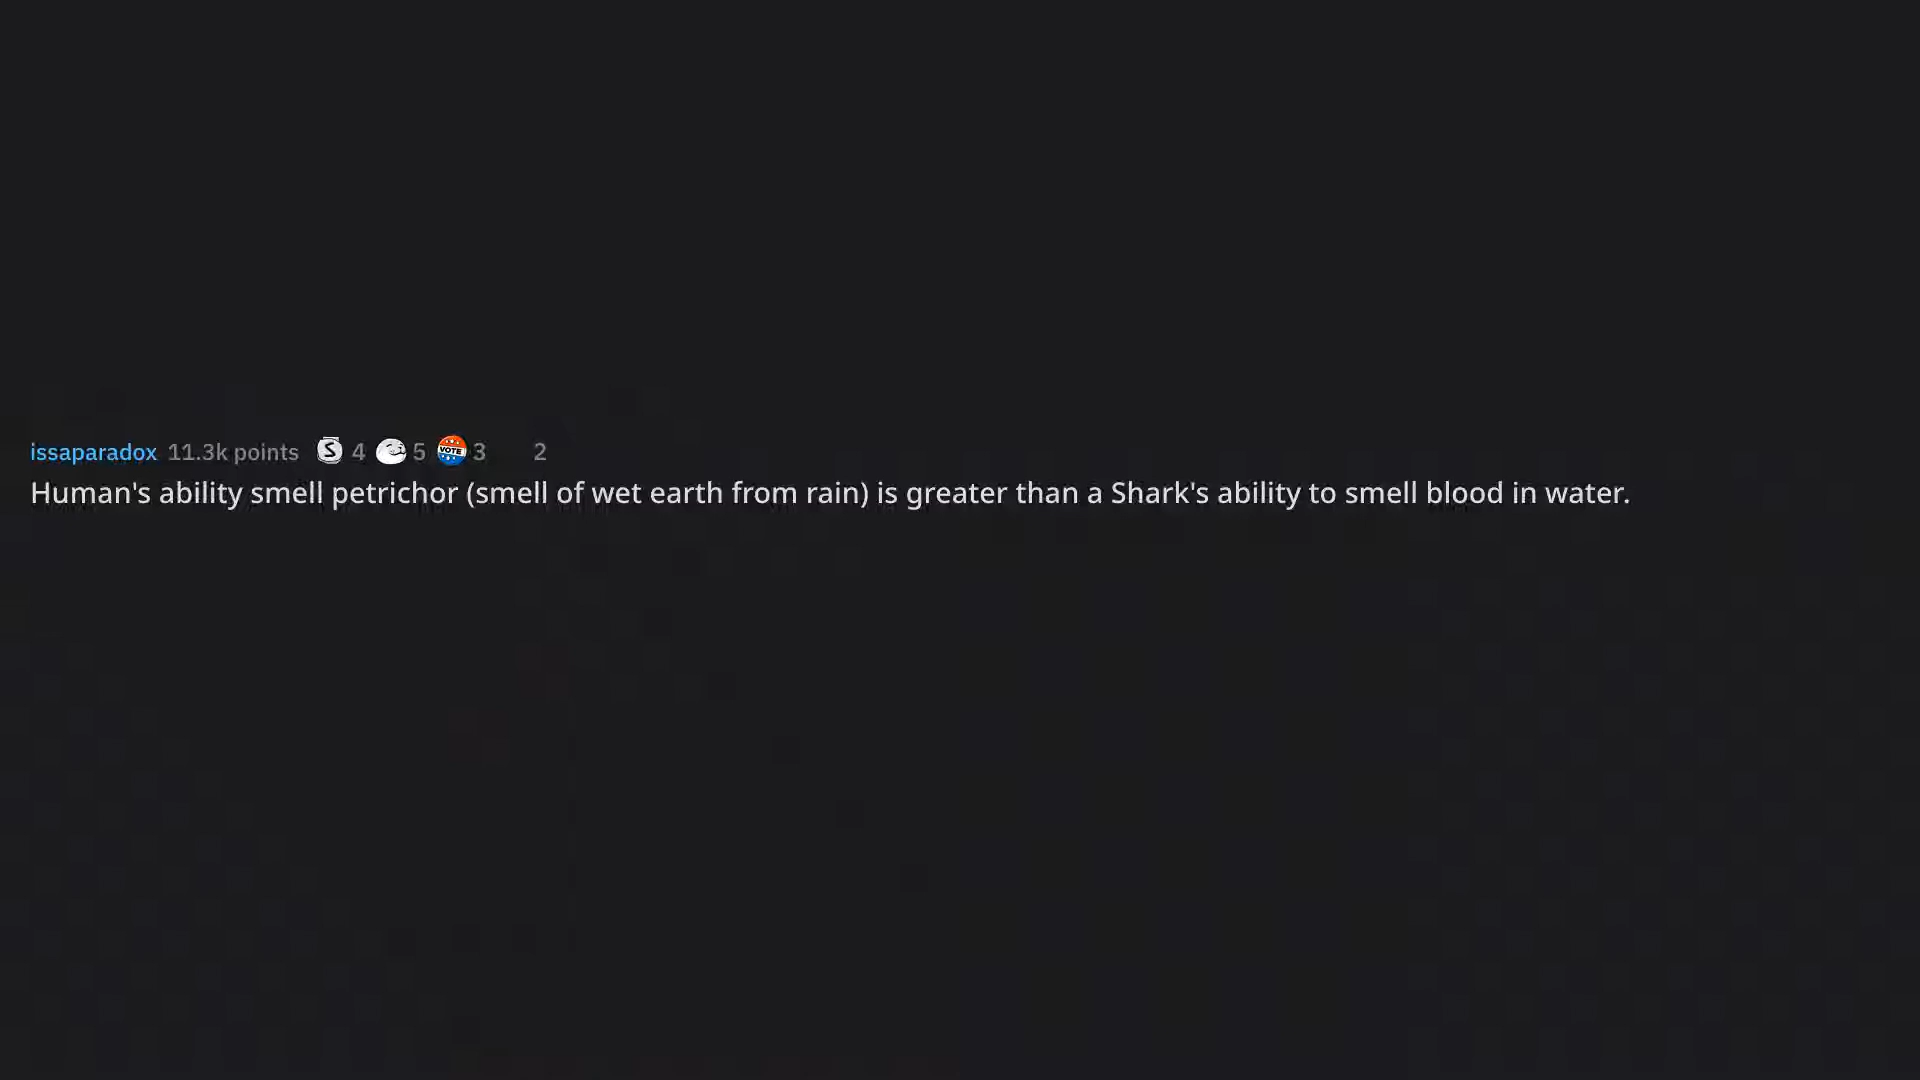 issaparadox 11.3k points S 4 5 VOTE 3 2
Human's ability smell petrichor (smell of wet earth from rain) is greater than a Shark's ability to smell blood in water.